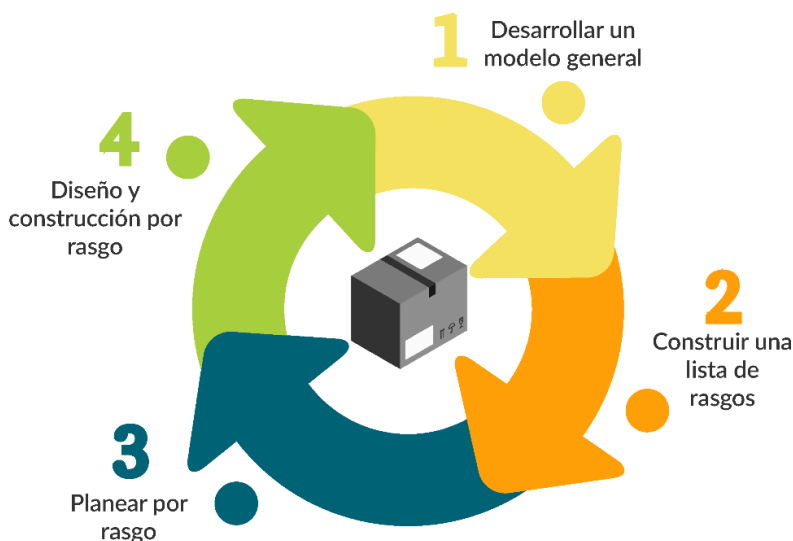 1
Desarrollar un
modelo general
2
Construir una
lista de
rasgos
3
Planear por
rasgo
4
Diseño y
construcción por
rasgo